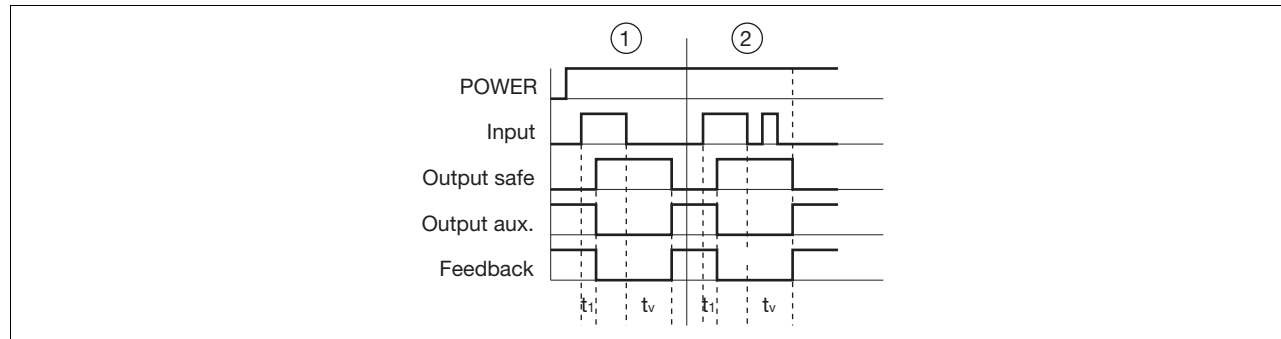 ① ②
POWER
Input
Output safe
Output aux.
Feedback
t1 tv t1 tv